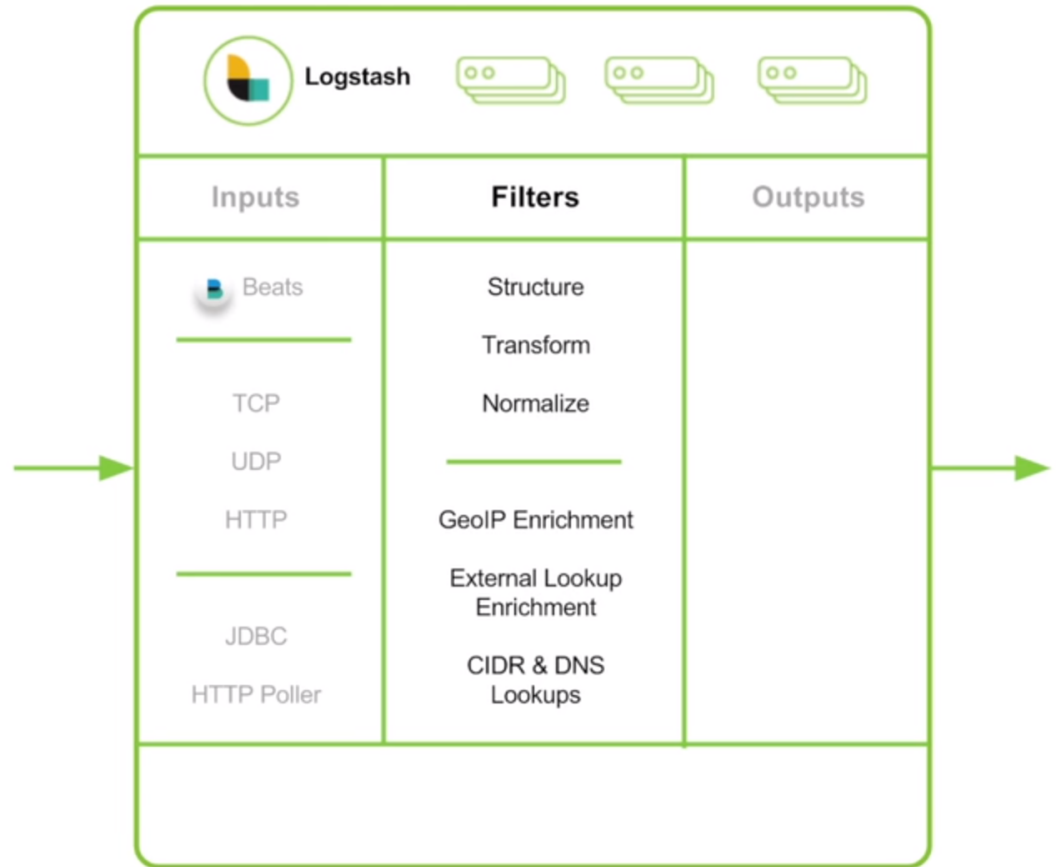 Logstash
Inputs
Filters
Outputs
Beats
TCP
UDP
HTTP
JDBC
HTTP Poller
Structure
Transform
Normalize
GeoIP Enrichment
External Lookup
Enrichment
CIDR & DNS
Lookups